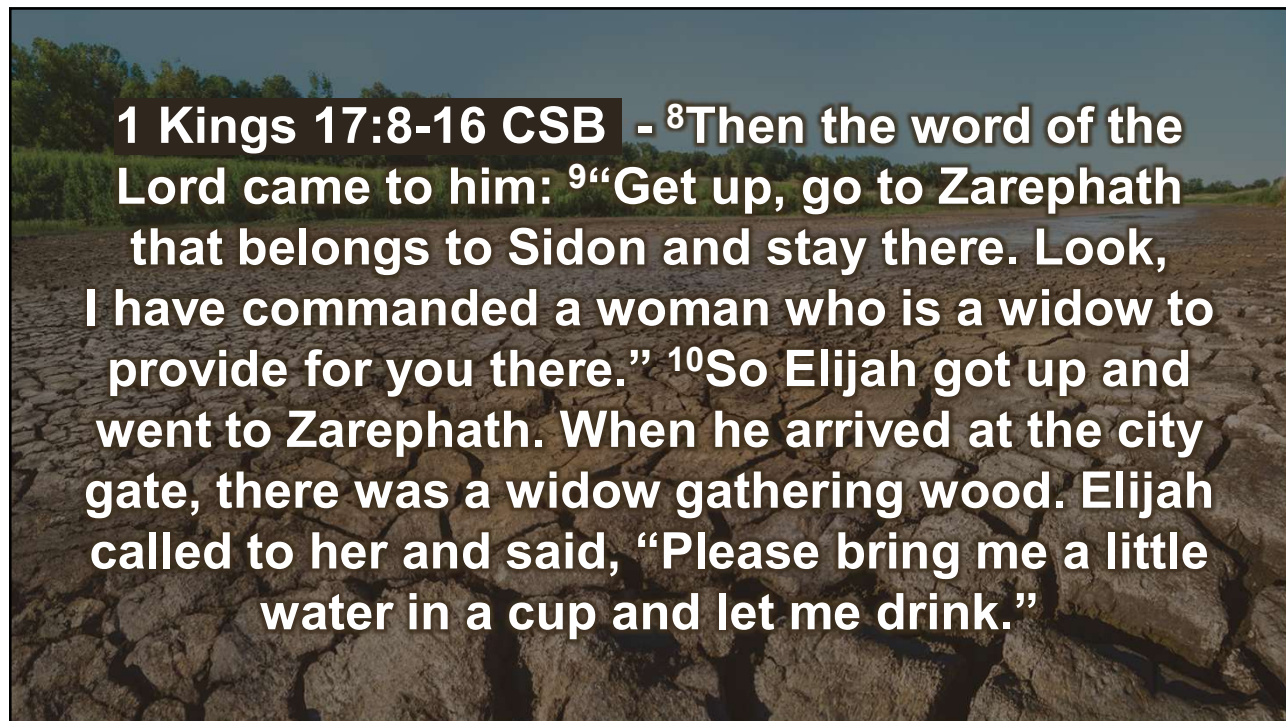 1 Kings 17:8-16 CSB - ⁸Then the word of the
Lord came to him: ⁹“Get up, go to Zarephath
that belongs to Sidon and stay there. Look,
I have commanded a woman who is a widow to
provide for you there.” ¹⁰So Elijah got up and
went to Zarephath. When he arrived at the city
gate, there was a widow gathering wood. Elijah
called to her and said, “Please bring me a little
water in a cup and let me drink.”